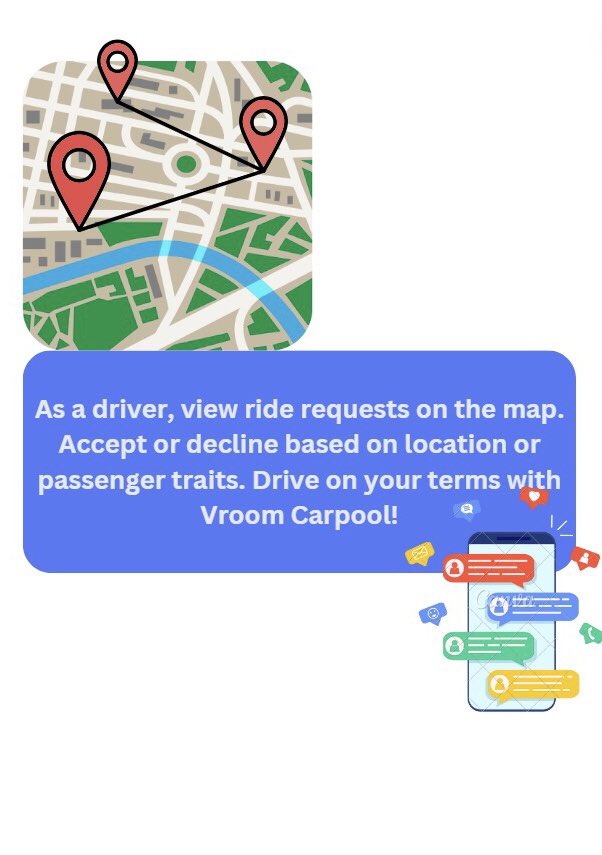 As a driver, view ride requests on the map.
Accept or decline based on location or
passenger traits. Drive on your terms with
Vroom Carpool!
Canva